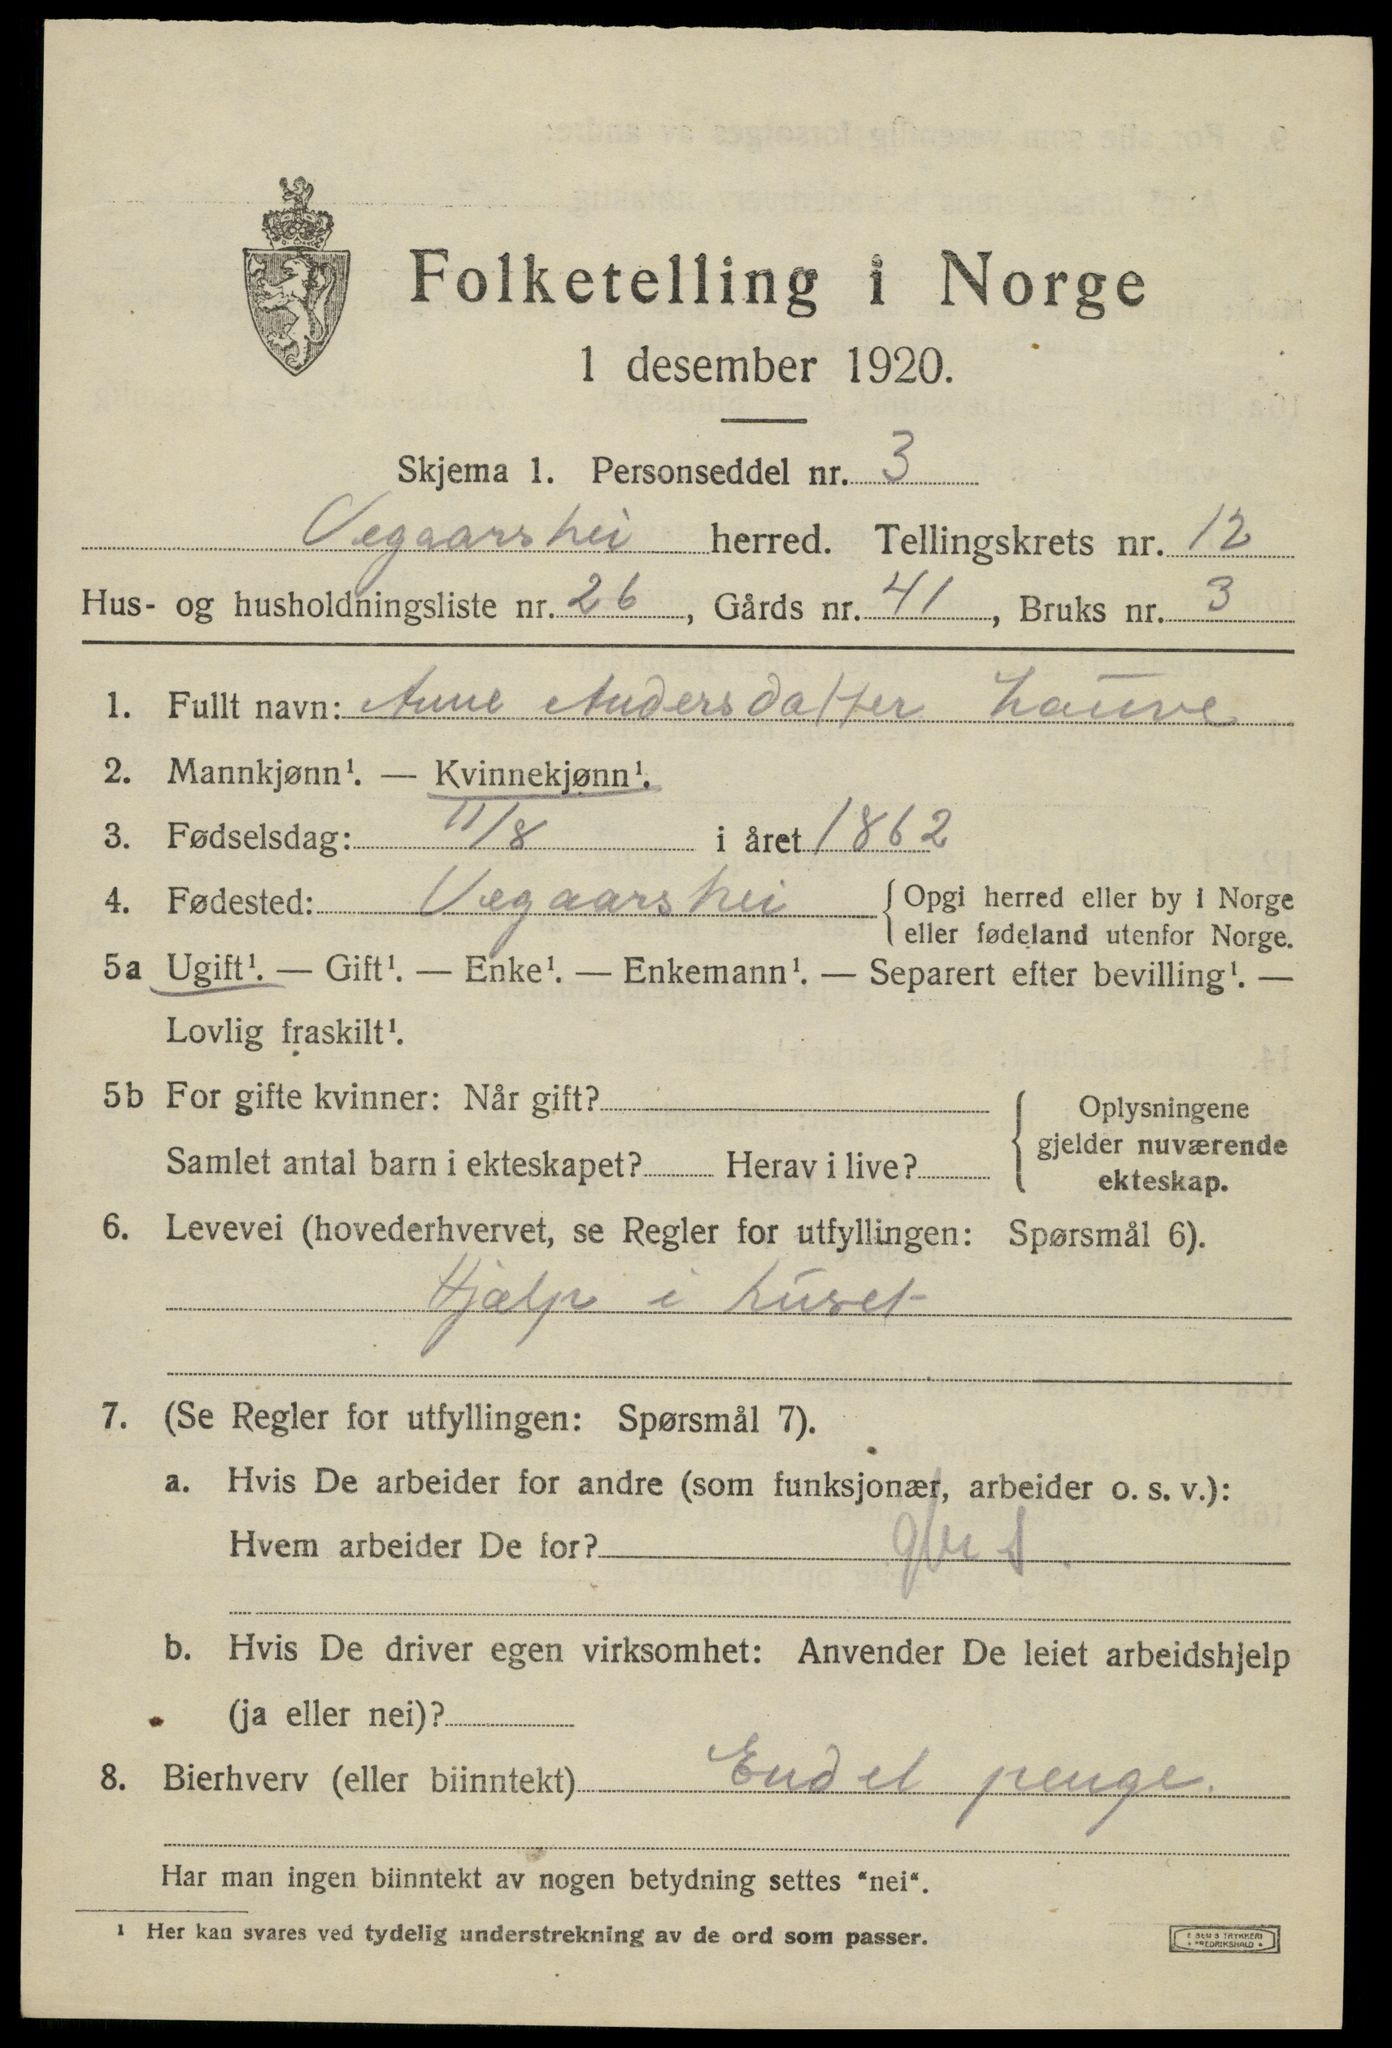 Folketelling i Norge
1 desember 1920.
Skjema 1. Personseddel nr. 3
Vegaarshei herred. Tellingskrets nr. 12
Hus- og husholdningsliste nr. 26, Gårds nr. 41, Bruks nr. 3
1. Fullt navn: Anne Andersdatter Lauve
2. Mannkjønn¹. — Kvinnekjønn¹.
3. Fødselsdag: 11/8 i året 1862
4. Fødested: Vegaarshei { Opgi herred eller by i Norge
eller fødeland utenfor Norge.
5a Ugift¹. — Gift¹. — Enke¹. — Enkemann¹. — Separert efter bevilling¹. —
Lovlig fraskilt¹.
5b For gifte kvinner: Når gift?
Samlet antal barn i ekteskapet? Herav i live?
{ Oplysningene
gjelder nuværende
ekteskap.
6. Levevei (hovederhvervet, se Regler for utfyllingen: Spørsmål 6).
Hjælp i huset
7. (Se Regler for utfyllingen: Spørsmål 7).
a. Hvis De arbeider for andre (som funksjonær, arbeider o. s. v.):
Hvem arbeider De for?
b. Hvis De driver egen virksomhet: Anvender De leiet arbeidshjelp
(ja eller nei)?
8. Bierhverv (eller biinntekt) Endel penge.
Har man ingen biinntekt av nogen betydning settes "nei".
¹ Her kan svares ved tydelig understrekning av de ord som passer.
TRYKKERI
FREDRIKSHALD